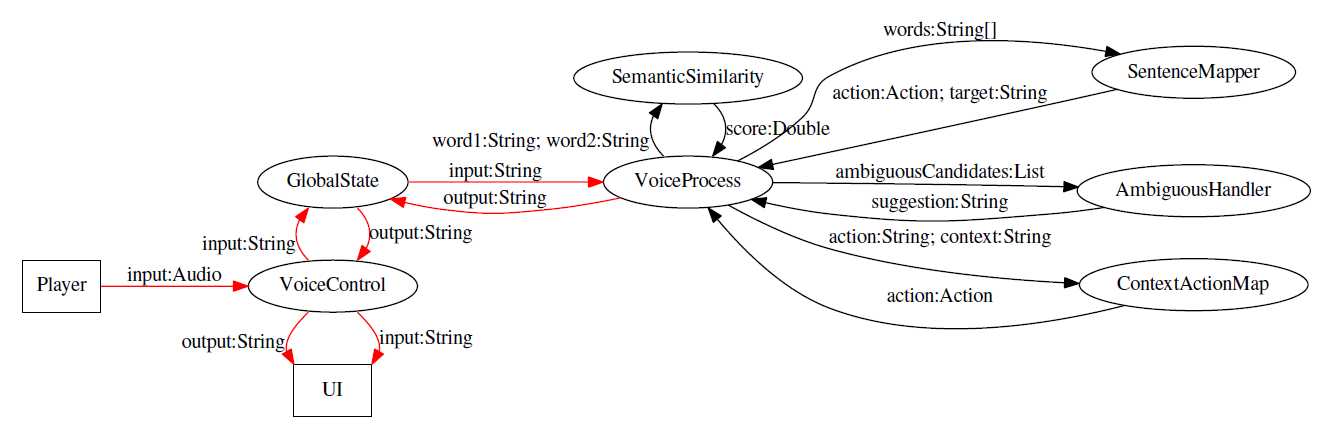 words:String[]
SemanticSimilarity
SentenceMapper
action:Action; target:String
score:Double
word1:String; word2:String
input:String
GlobalState
VoiceProcess
ambiguousCandidates:List
AmbiguousHandler
output:String
suggestion:String
input:String
output:String
action:String; context:String
Player
input:Audio
VoiceControl
ContextActionMap
action:Action
output:String
input:String
UI